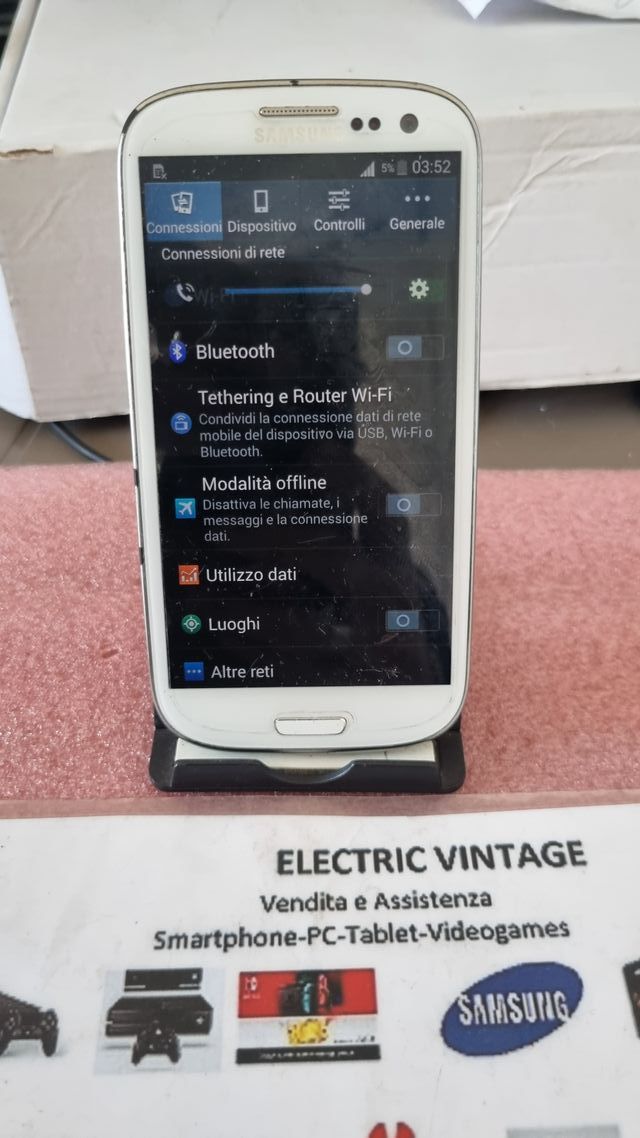 SAMSUNG
5% 03:52
Connessioni Dispositivo Controlli Generale
Connessioni di rete
Wi-Fi
Bluetooth
Tethering e Router Wi-Fi
Condividi la connessione dati di rete
mobile del dispositivo via USB, Wi-Fi o
Bluetooth.
Modalità offline
Disattiva le chiamate, i
messaggi e la connessione
dati.
Utilizzo dati
Luoghi
Altre reti
ELECTRIC VINTAGE
Vendita e Assistenza
Smartphone-PC-Tablet-Videogames
SAMSUNG